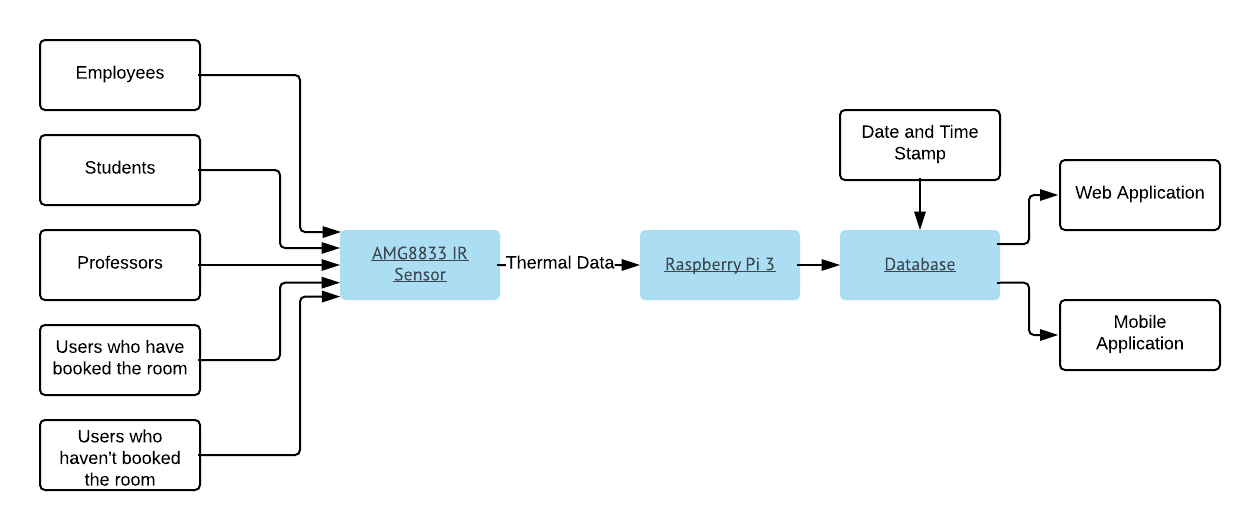 Employees
Students
Professors
Users who have
booked the room
Users who
haven't booked
the room
AMG8833 IR
Sensor
Thermal Data
Raspberry Pi 3
Date and Time
Stamp
Database
Web Application
Mobile
Application